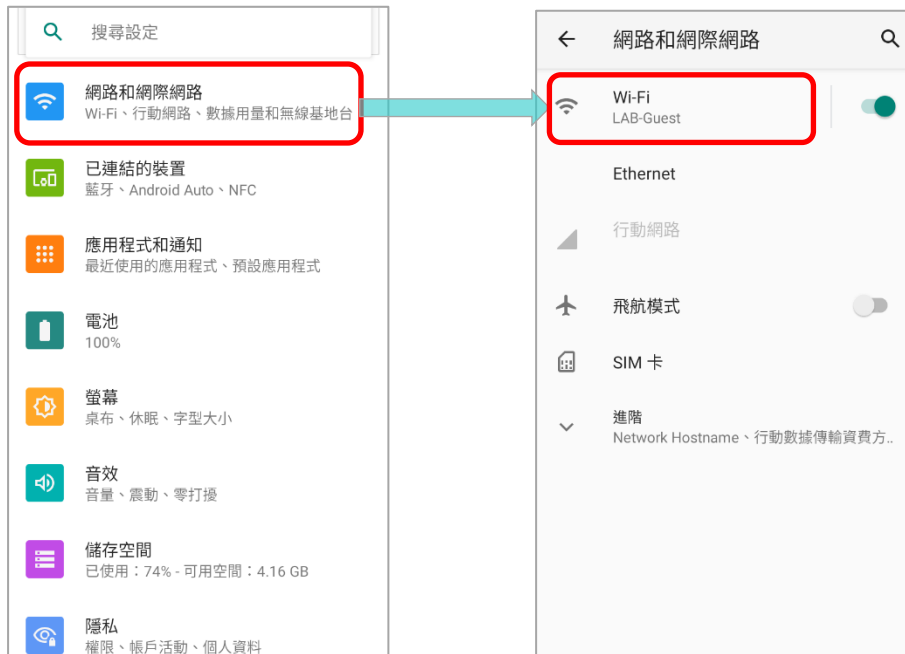 搜尋設定
網路和網際網路
Wi-Fi、行動網路、數據用量和無線基地台
已連結的裝置
藍牙、Android Auto、NFC
應用程式和通知
最近使用的應用程式、預設應用程式
電池
100%
螢幕
桌布、休眠、字型大小
音效
音量、震動、零打擾
儲存空間
已使用：74% - 可用空間：4.16 GB
隱私
權限、帳戶活動、個人資料
網路和網際網路
Wi-Fi
LAB-Guest
Ethernet
行動網路
飛航模式
SIM 卡
進階
Network Hostname、行動數據傳輸資費方..